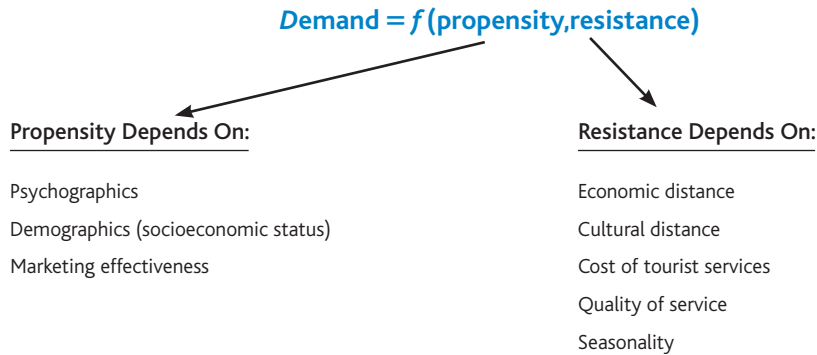 Demand = f (propensity,resistance)
Propensity Depends On:
Psychographics
Demographics (socioeconomic status)
Marketing effectiveness
Resistance Depends On:
Economic distance
Cultural distance
Cost of tourist services
Quality of service
Seasonality